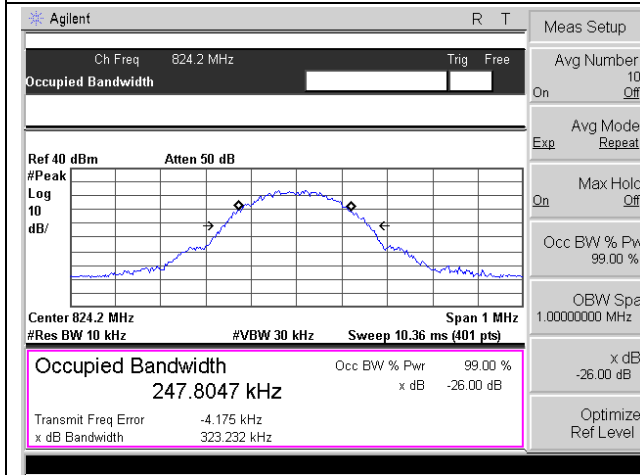 Agilent R T
Meas Setup
Ch Freq 824.2 MHz Trig Free
Occupied Bandwidth
Avg Number
10
On Off
Avg Mode
Exp Repeat
Max Hold
On Off
Occ BW % Pw
99.00 %
OBW Spa
1.00000000 MHz
x dB
-26.00 dB
Optimize
Ref Level
Ref 40 dBm Atten 50 dB
#Peak
Log
10
dB/
Center 824.2 MHz Span 1 MHz
#Res BW 10 kHz #VBW 30 kHz Sweep 10.36 ms (401 pts)
Occupied Bandwidth Occ BW % Pwr 99.00 %
247.8047 kHz x dB -26.00 dB
Transmit Freq Error -4.175 kHz
x dB Bandwidth 323.232 kHz